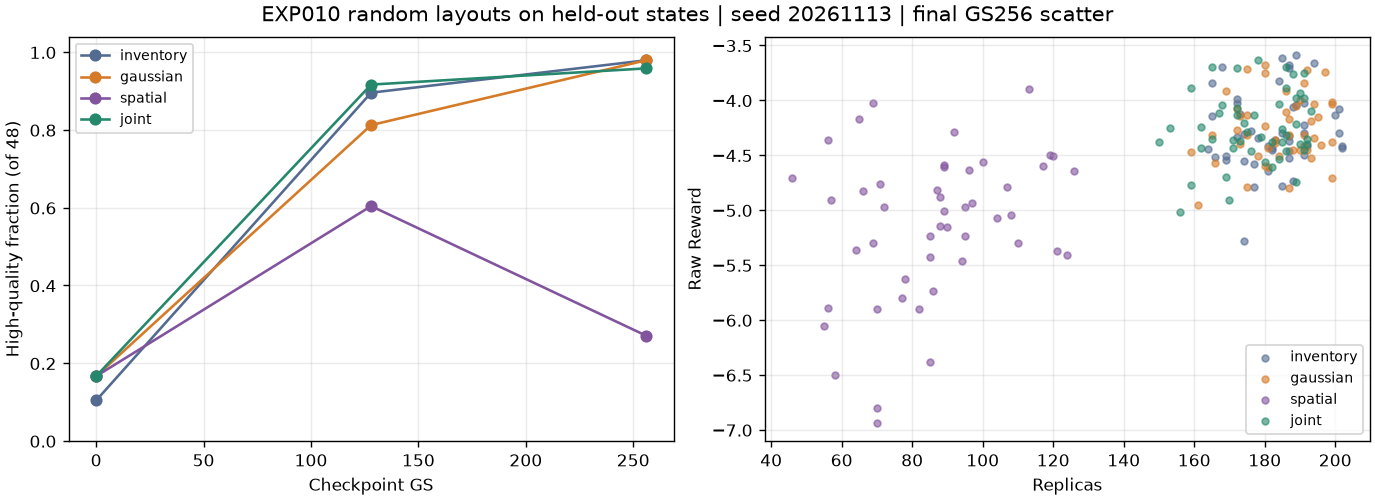 EXP010 random layouts on held-out states | seed 20261113 | final GS256 scatter
High-quality fraction (of 48)
1.0
0.8
0.6
0.4
0.2
0.0
inventory
gaussian
spatial
joint
0 50 100 150 200 250
Checkpoint GS
Raw Reward
−3.5
−4.0
−4.5
−5.0
−5.5
−6.0
−6.5
−7.0
inventory
gaussian
spatial
joint
40 60 80 100 120 140 160 180 200
Replicas